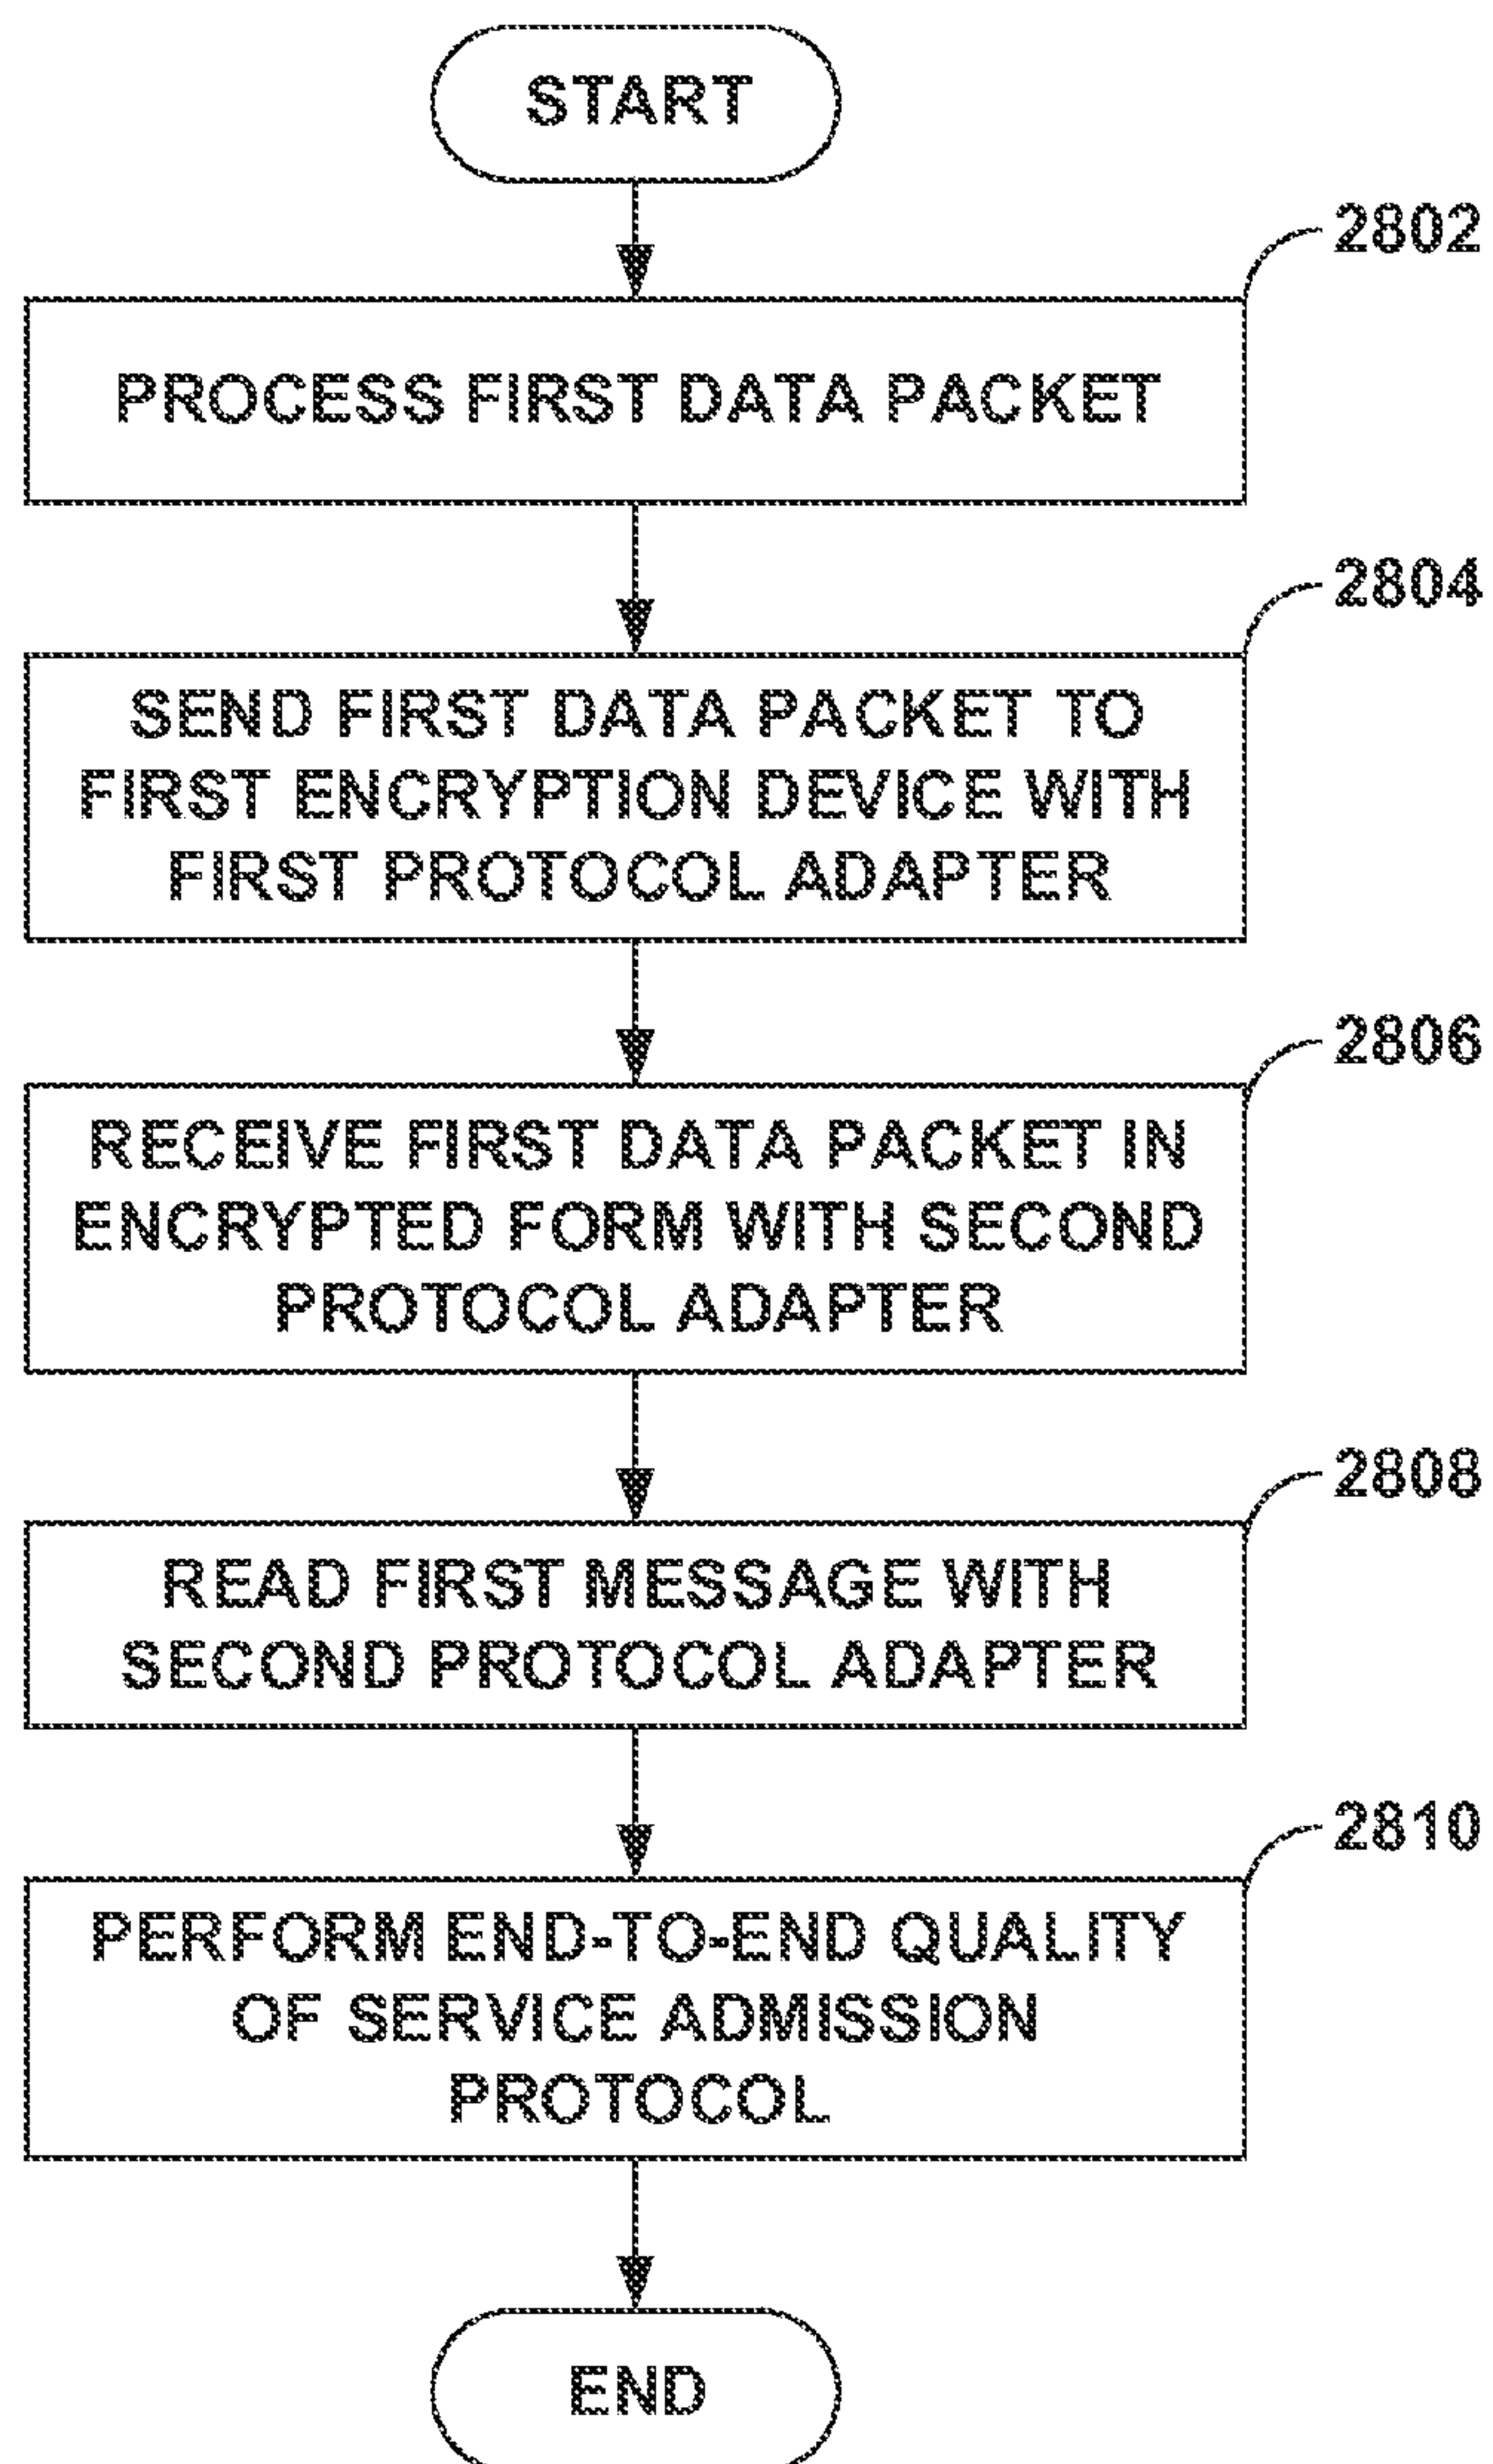 START
2802
PROCESS FIRST DATA PACKET
2804
SEND FIRST DATA PACKET TO
FIRST ENCRYPTION DEVICE WITH
FIRST PROTOCOL ADAPTER
2806
RECEIVE FIRST DATA PACKET IN
ENCRYPTED FORM WITH SECOND
PROTOCOL ADAPTER
2808
READ FIRST MESSAGE WITH
SECOND PROTOCOL ADAPTER
2810
PERFORM END-TO-END QUALITY
OF SERVICE ADMISSION
PROTOCOL
END